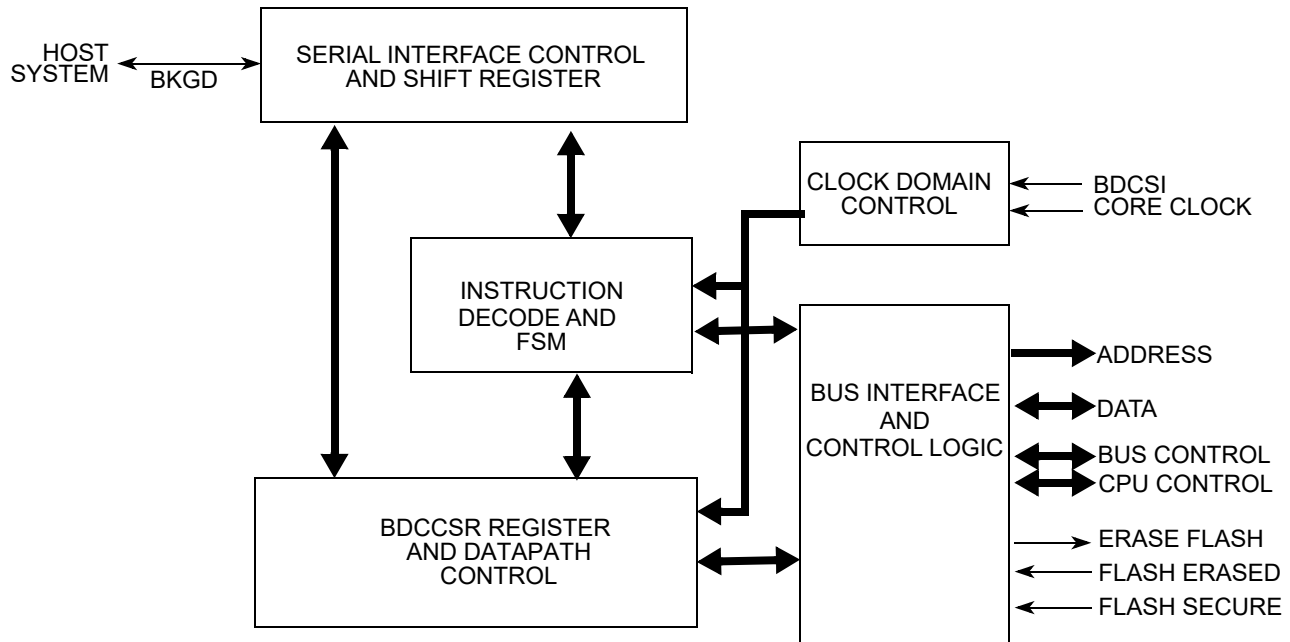 HOST
SYSTEM
BKGD
SERIAL INTERFACE CONTROL
AND SHIFT REGISTER
CLOCK DOMAIN
CONTROL
BDCSI
CORE CLOCK
INSTRUCTION
DECODE AND
FSM
BUS INTERFACE
AND
CONTROL LOGIC
ADDRESS
DATA
BUS CONTROL
CPU CONTROL
ERASE FLASH
FLASH ERASED
FLASH SECURE
BDCCSR REGISTER
AND DATAPATH
CONTROL